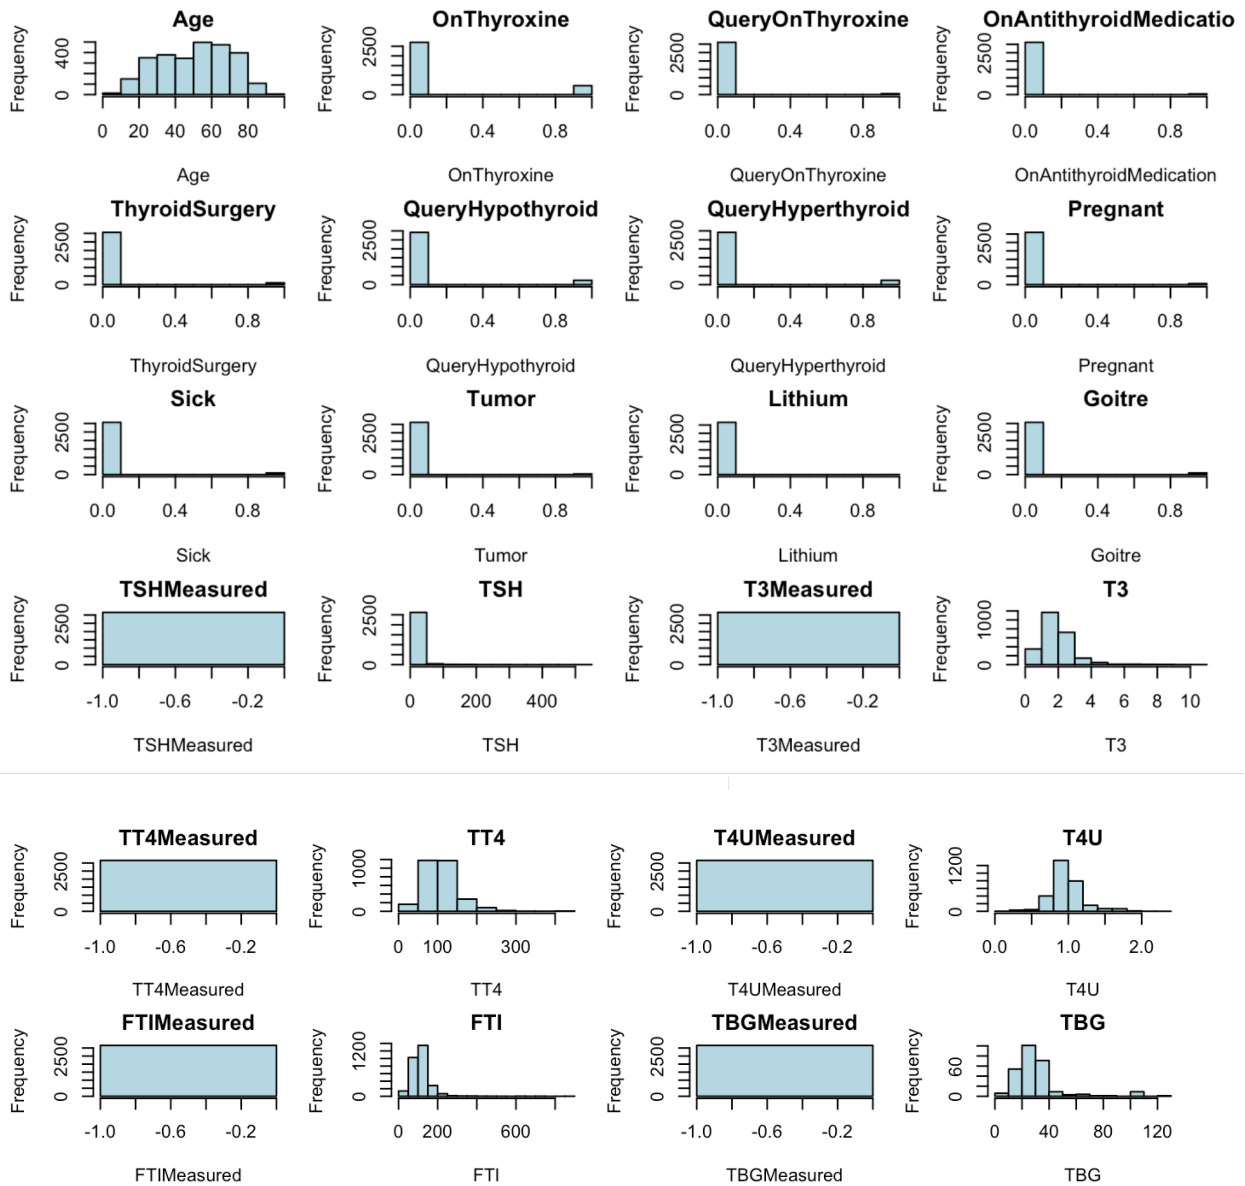 Age OnThyroxine QueryOnThyroxine OnAntithyroidMedicatio
Frequency 0 400 Frequency 0 2500 Frequency 0 2500 Frequency 0 2500
0 20 40 60 80 0.0 0.4 0.8 0.0 0.4 0.8 0.0 0.4 0.8
Age OnThyroxine QueryOnThyroxine OnAntithyroidMedication
ThyroidSurgery QueryHypothyroid QueryHyperthyroid Pregnant
Frequency 0 2500 Frequency 0 2500 Frequency 0 2500 Frequency 0 2500
0.0 0.4 0.8 0.0 0.4 0.8 0.0 0.4 0.8 0.0 0.4 0.8
ThyroidSurgery QueryHypothyroid QueryHyperthyroid Pregnant
Sick Tumor Lithium Goitre
Frequency 0 2500 Frequency 0 2500 Frequency 0 2500 Frequency 0 2500
0.0 0.4 0.8 0.0 0.4 0.8 0.0 0.4 0.8 0.0 0.4 0.8
Sick Tumor Lithium Goitre
TSHMeasured TSH T3Measured T3
Frequency 0 2500 Frequency 0 2500 Frequency 0 2500 Frequency 0 1000
-1.0 -0.6 -0.2 0 200 400 -1.0 -0.6 -0.2 0 2 4 6 8 10
TSHMeasured TSH T3Measured T3
TT4Measured TT4 T4UMeasured T4U
Frequency 0 2500 Frequency 0 1000 Frequency 0 2500 Frequency 0 1200
-1.0 -0.6 -0.2 0 100 300 -1.0 -0.6 -0.2 0.0 1.0 2.0
TT4Measured TT4 T4UMeasured T4U
FTIMeasured FTI TBGMeasured TBG
Frequency 0 2500 Frequency 0 1200 Frequency 0 2500 Frequency 0 60
-1.0 -0.6 -0.2 0 200 600 -1.0 -0.6 -0.2 0 40 80 120
FTIMeasured FTI TBGMeasured TBG